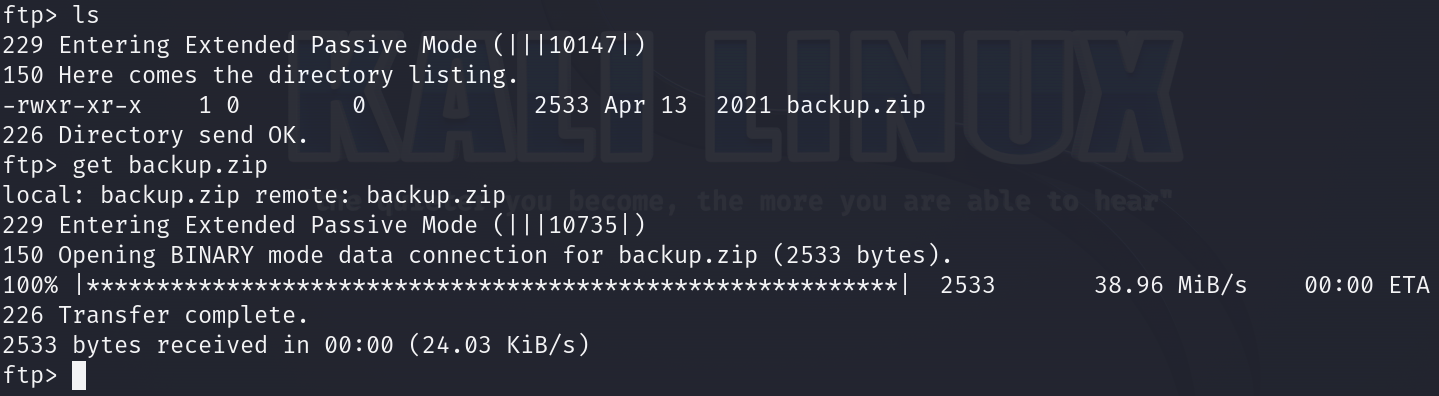 ftp> ls
229 Entering Extended Passive Mode (|||10147|)
150 Here comes the directory listing.
-rwxr-xr-x    1 0        0            2533 Apr 13  2021 backup.zip
226 Directory send OK.
KALI LINUX
ftp> get backup.zip
local: backup.zip remote: backup.zip
you become, the more you are able to hear"
229 Entering Extended Passive Mode (|||10735|)
150 Opening BINARY mode data connection for backup.zip (2533 bytes).
100% |**********************************************************|  2533       38.96 MiB/s    00:00 ETA
226 Transfer complete.
2533 bytes received in 00:00 (24.03 KiB/s)
ftp>